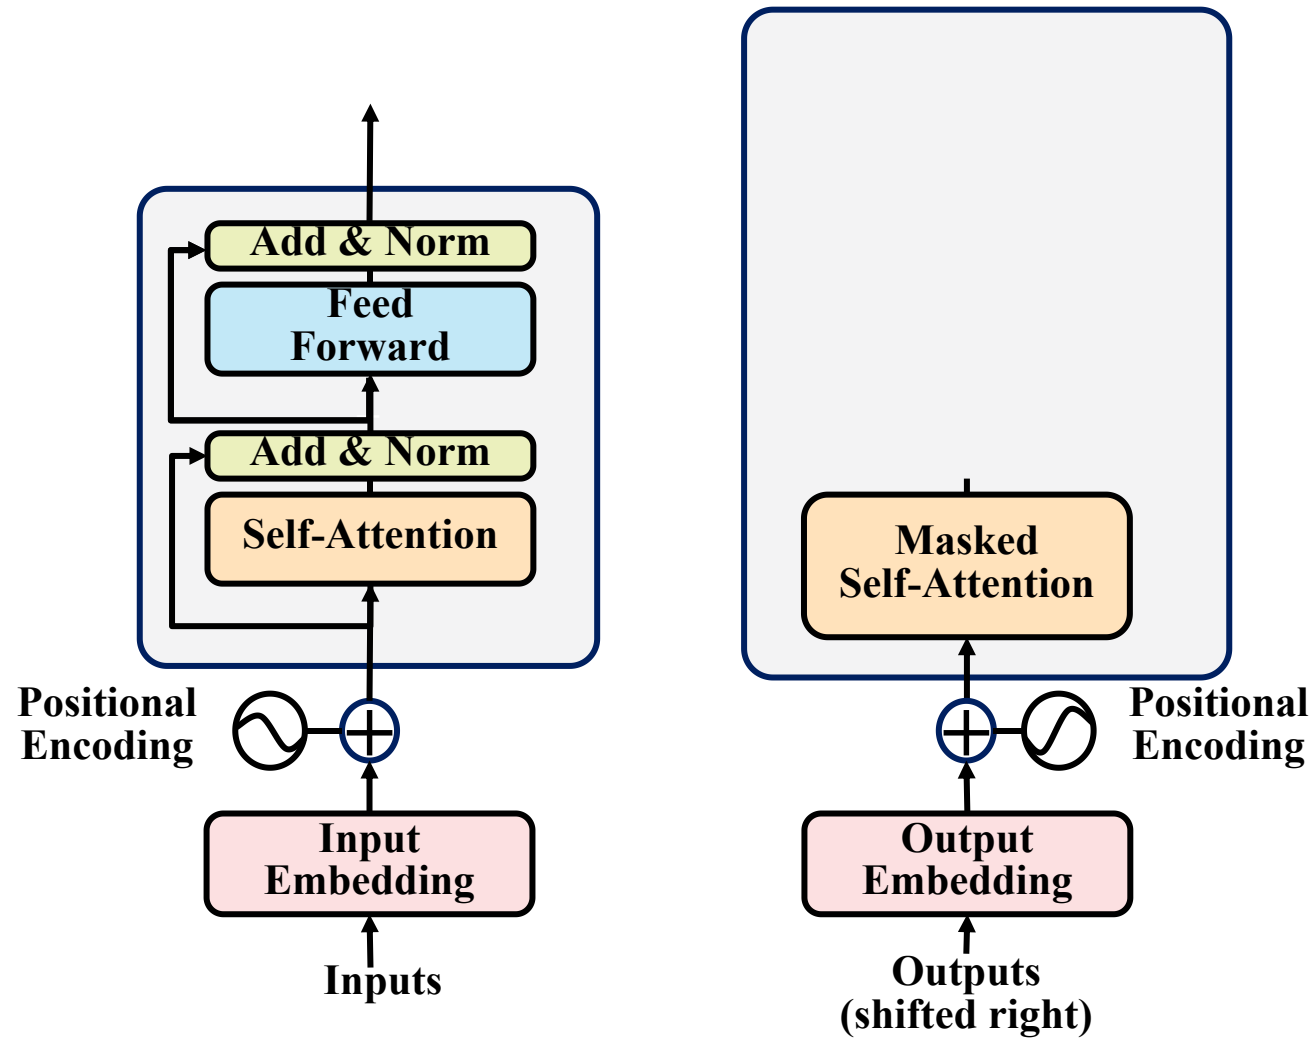 Add & Norm
Feed
Forward
Add & Norm
Self-Attention
Positional
Encoding
Input
Embedding
Inputs
Masked
Self-Attention
Positional
Encoding
Output
Embedding
Outputs
(shifted right)